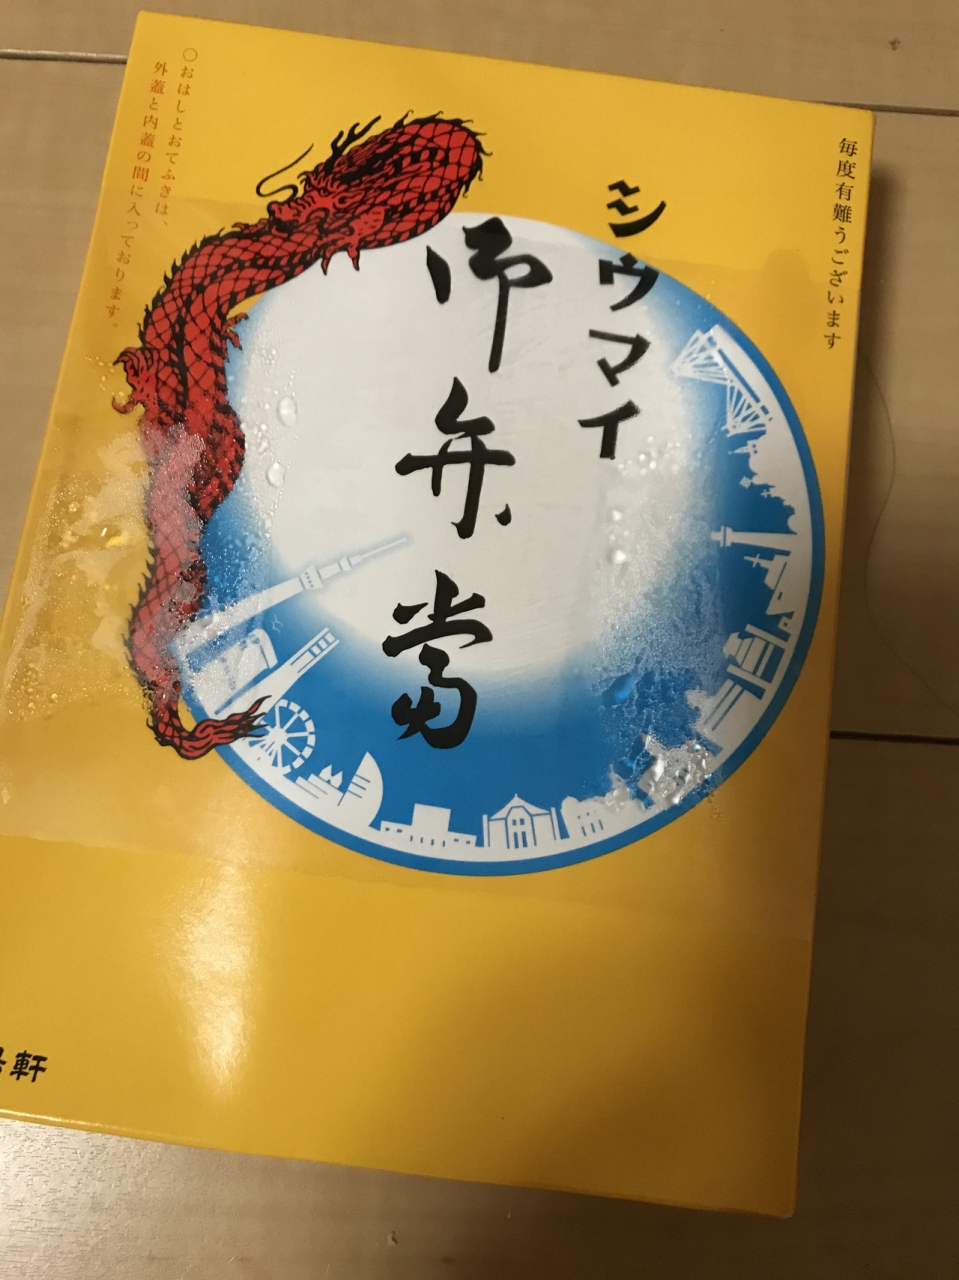 毎度有難うございます
シウマイ
御弁当
○おはしとおてふきは、
外蓋と内蓋の間に入っております。
軒